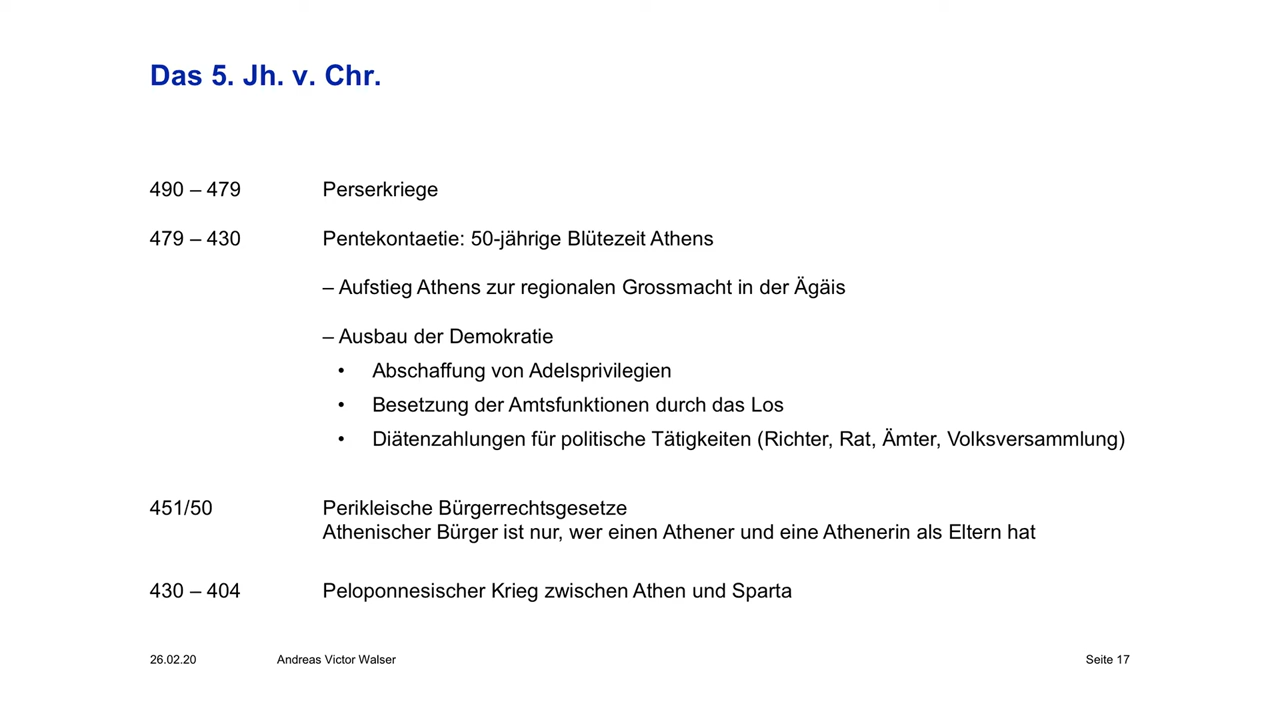 Das 5. Jh. v. Chr.
490 – 479 Perserkriege
479 – 430 Pentekontaetie: 50-jährige Blütezeit Athens
– Aufstieg Athens zur regionalen Grossmacht in der Ägäis
– Ausbau der Demokratie
• Abschaffung von Adelsprivilegien
• Besetzung der Amtsfunktionen durch das Los
• Diätenzahlungen für politische Tätigkeiten (Richter, Rat, Ämter, Volksversammlung)
451/50 Perikleische Bürgerrechtsgesetze
Athenischer Bürger ist nur, wer einen Athener und eine Athenerin als Eltern hat
430 – 404 Peloponnesischer Krieg zwischen Athen und Sparta
26.02.20 Andreas Victor Walser Seite 17